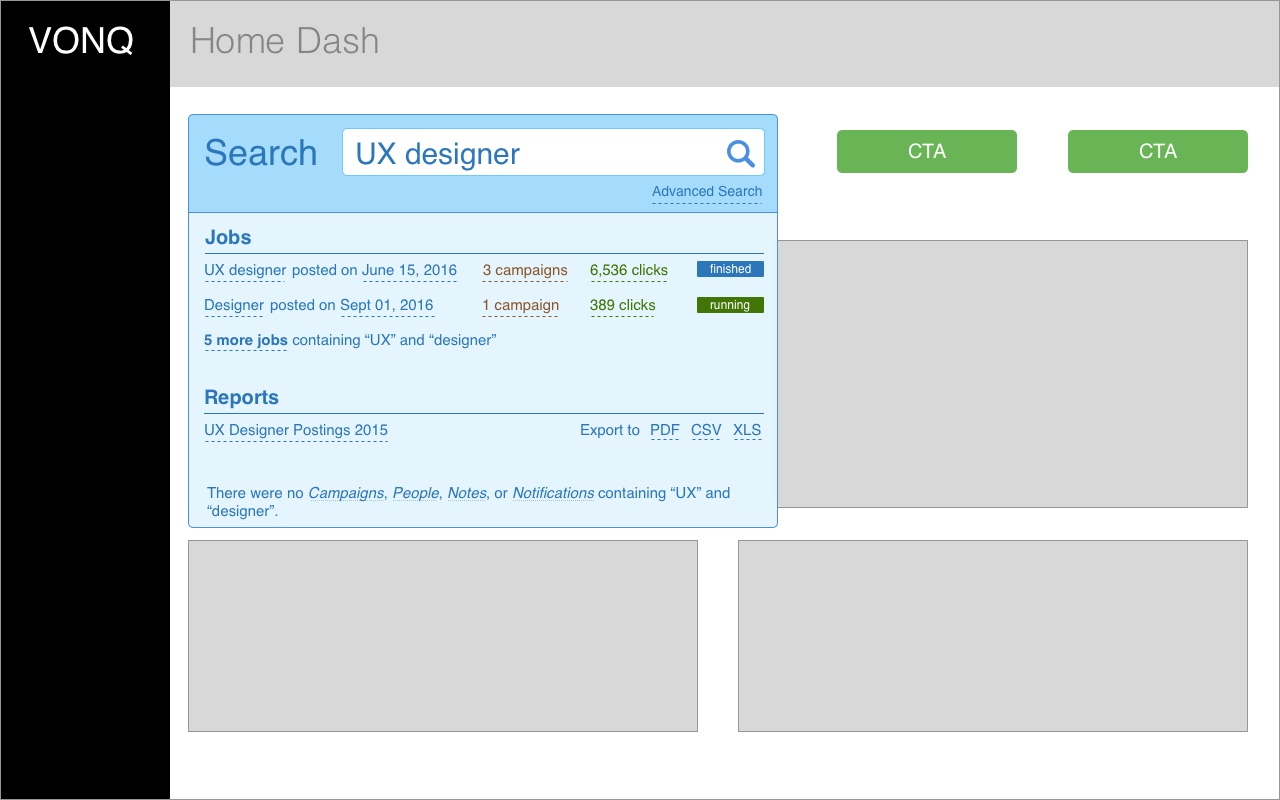 VONQ
Home Dash
Search
UX designer
CTA
CTA
Advanced Search
Jobs
UX designer posted on June 15, 2016 3 campaigns 6,536 clicks finished
Designer posted on Sept 01, 2016 1 campaign 389 clicks running
5 more jobs containing “UX” and “designer”
Reports
UX Designer Postings 2015 Export to PDF CSV XLS
There were no Campaigns, People, Notes, or Notifications containing “UX” and
“designer”.